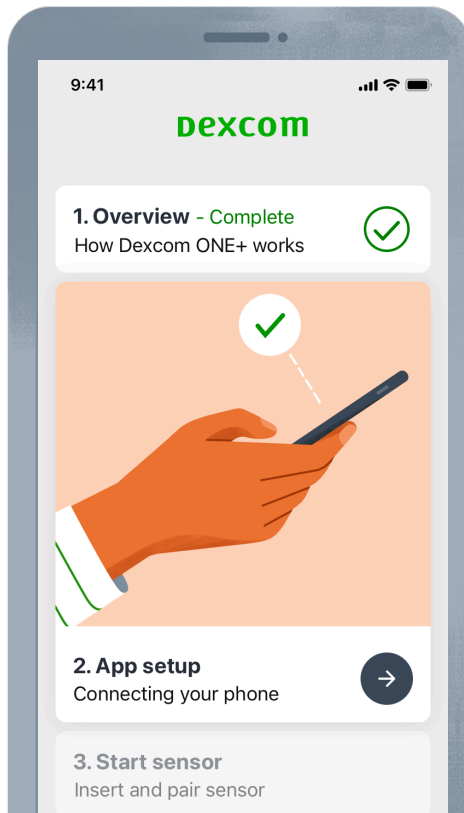 9:41
Dexcom
1. Overview - Complete
How Dexcom ONE+ works
2. App setup
Connecting your phone
3. Start sensor
Insert and pair sensor